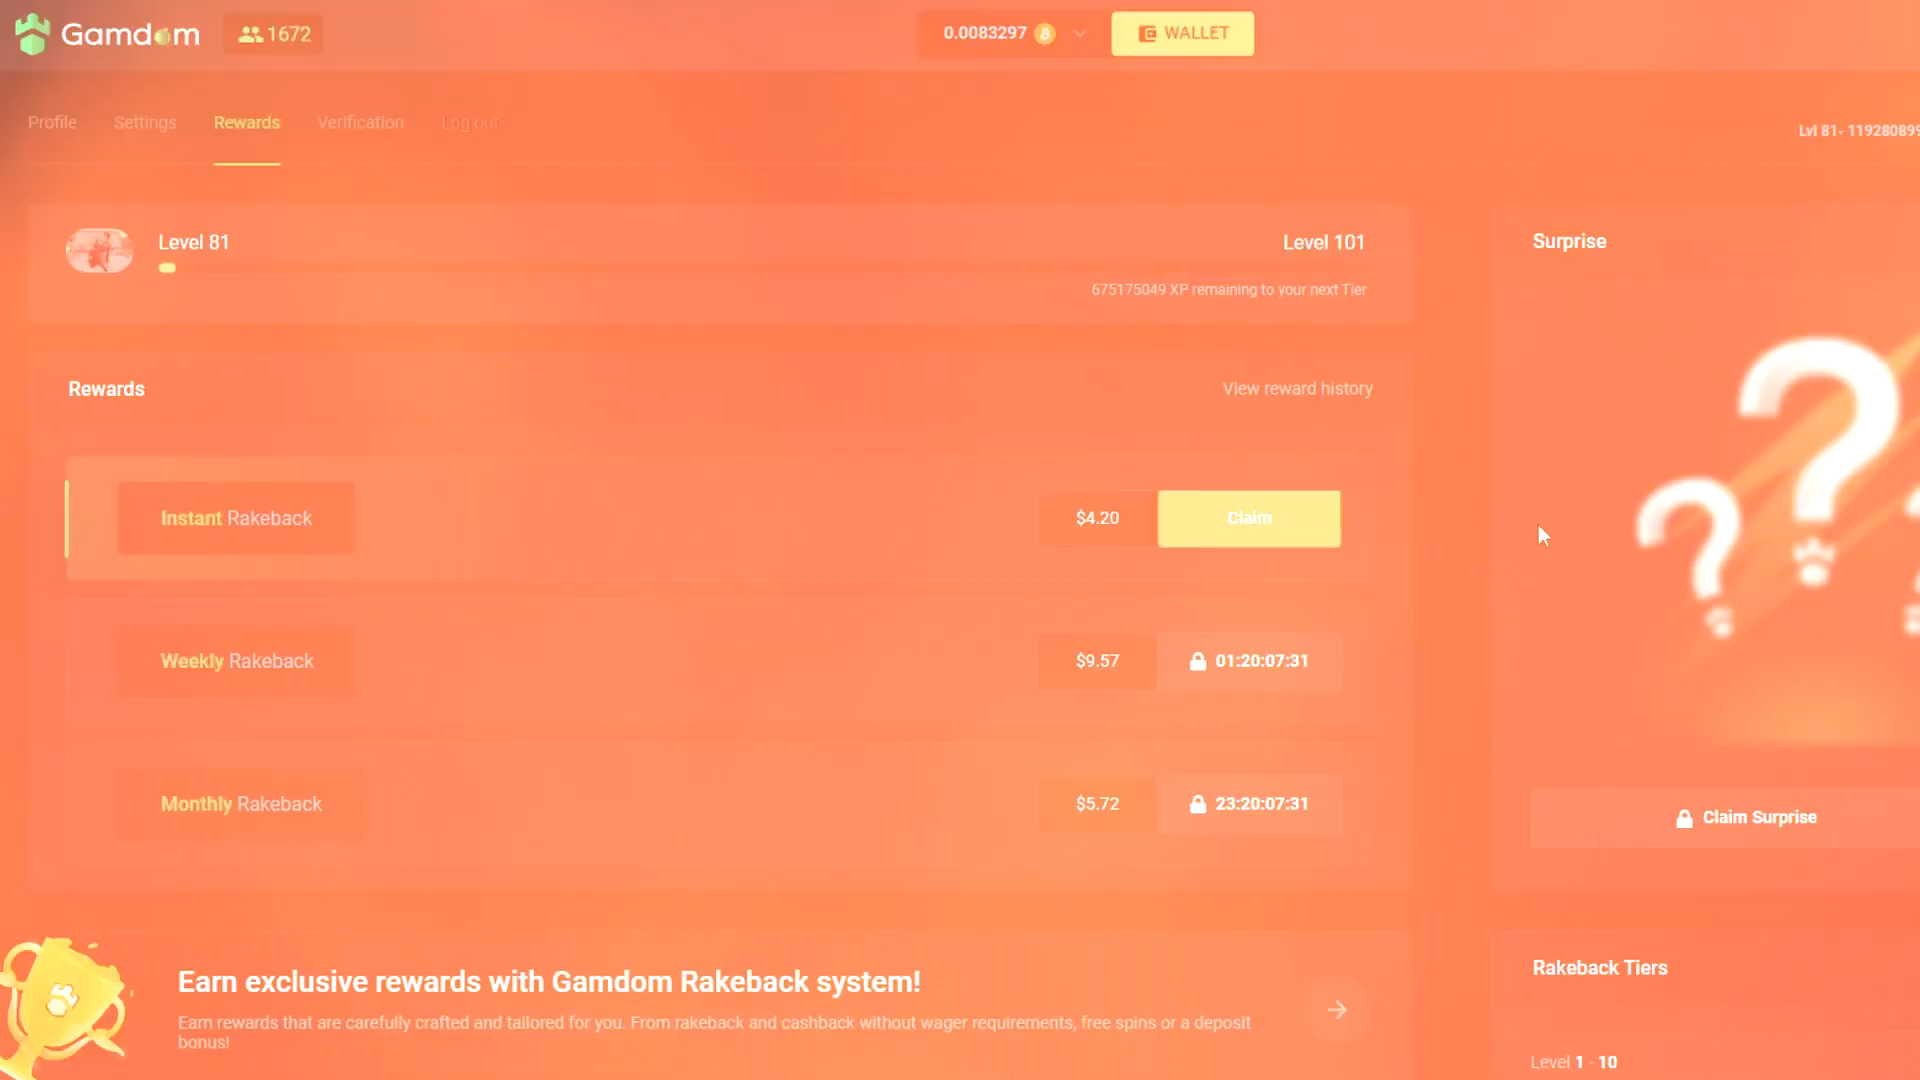 Gamdom
1672
0.0083297
WALLET
Profile
Settings
Rewards
Verification
Log out
Lvl 81- 119280899
Level 81
Level 101
675175049 XP remaining to your next Tier
Surprise
Rewards
View reward history
Instant Rakeback
$4.20
Claim
Weekly Rakeback
$9.57
01:20:07:31
Monthly Rakeback
$5.72
23:20:07:31
Claim Surprise
Earn exclusive rewards with Gamdom Rakeback system!
Earn rewards that are carefully crafted and tailored for you. From rakeback and cashback without wager requirements, free spins or a deposit
bonus!
Rakeback Tiers
Level 1 - 10